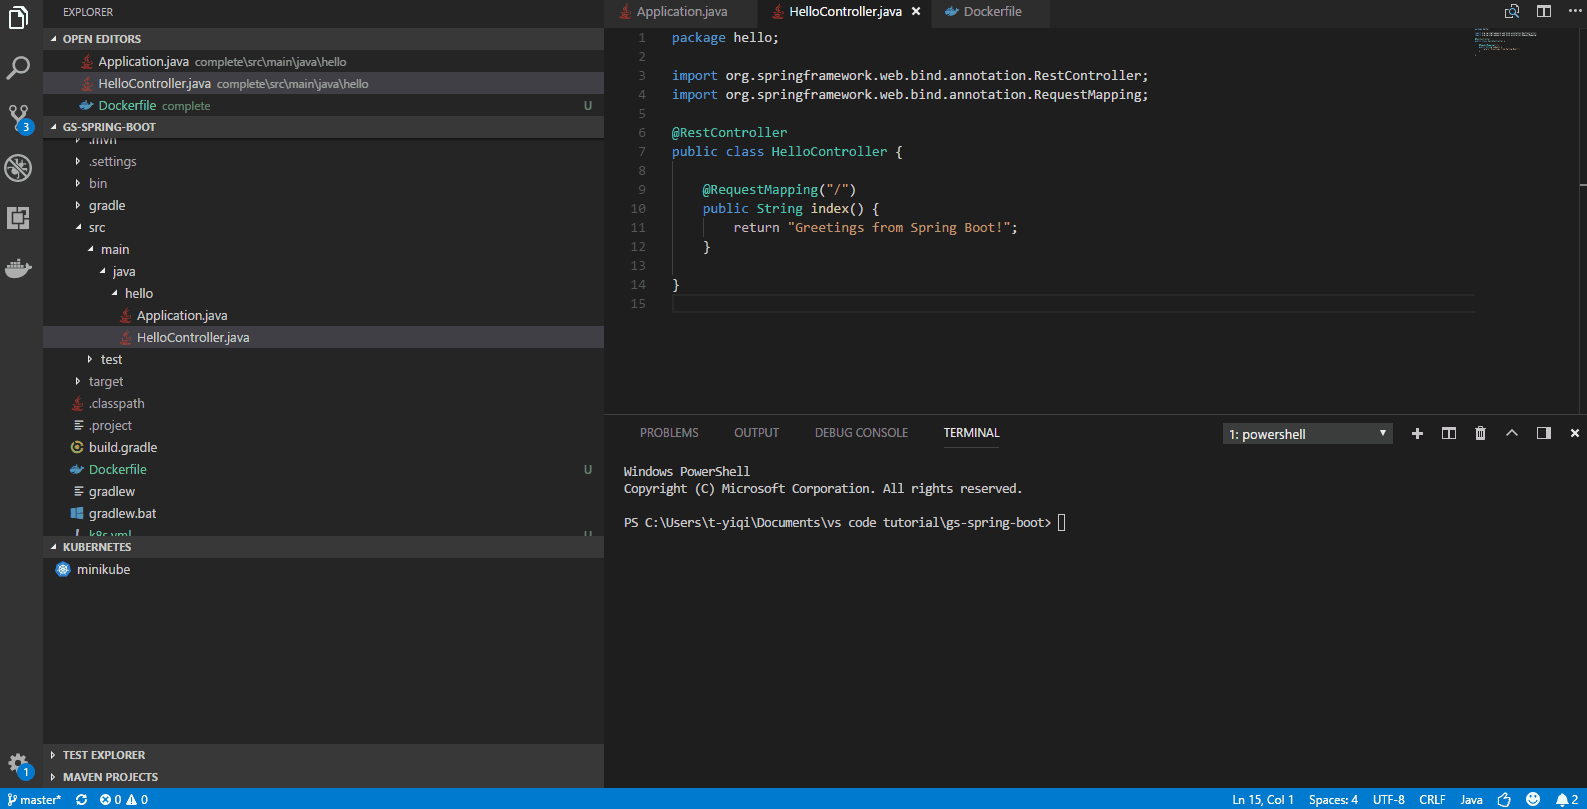 EXPLORER
OPEN EDITORS
Application.java complete\src\main\java\hello
HelloController.java complete\src\main\java\hello
Dockerfile complete U
GS-SPRING-BOOT
.mvn
.settings
bin
gradle
src
main
java
hello
Application.java
HelloController.java
test
target
.classpath
.project
build.gradle
Dockerfile U
gradlew
gradlew.bat
k8s.yml U
KUBERNETES
minikube
TEST EXPLORER
MAVEN PROJECTS
3
1
Application.java HelloController.java Dockerfile
1 package hello;
2
3 import org.springframework.web.bind.annotation.RestController;
4 import org.springframework.web.bind.annotation.RequestMapping;
5
6 @RestController
7 public class HelloController {
8
9 @RequestMapping("/")
10 public String index() {
11 return "Greetings from Spring Boot!";
12 }
13
14 }
15
PROBLEMS OUTPUT DEBUG CONSOLE TERMINAL 1: powershell
Windows PowerShell
Copyright (C) Microsoft Corporation. All rights reserved.
PS C:\Users\t-yiqi\Documents\vs code tutorial\gs-spring-boot>
master* 0 0 Ln 15, Col 1 Spaces: 4 UTF-8 CRLF Java 2